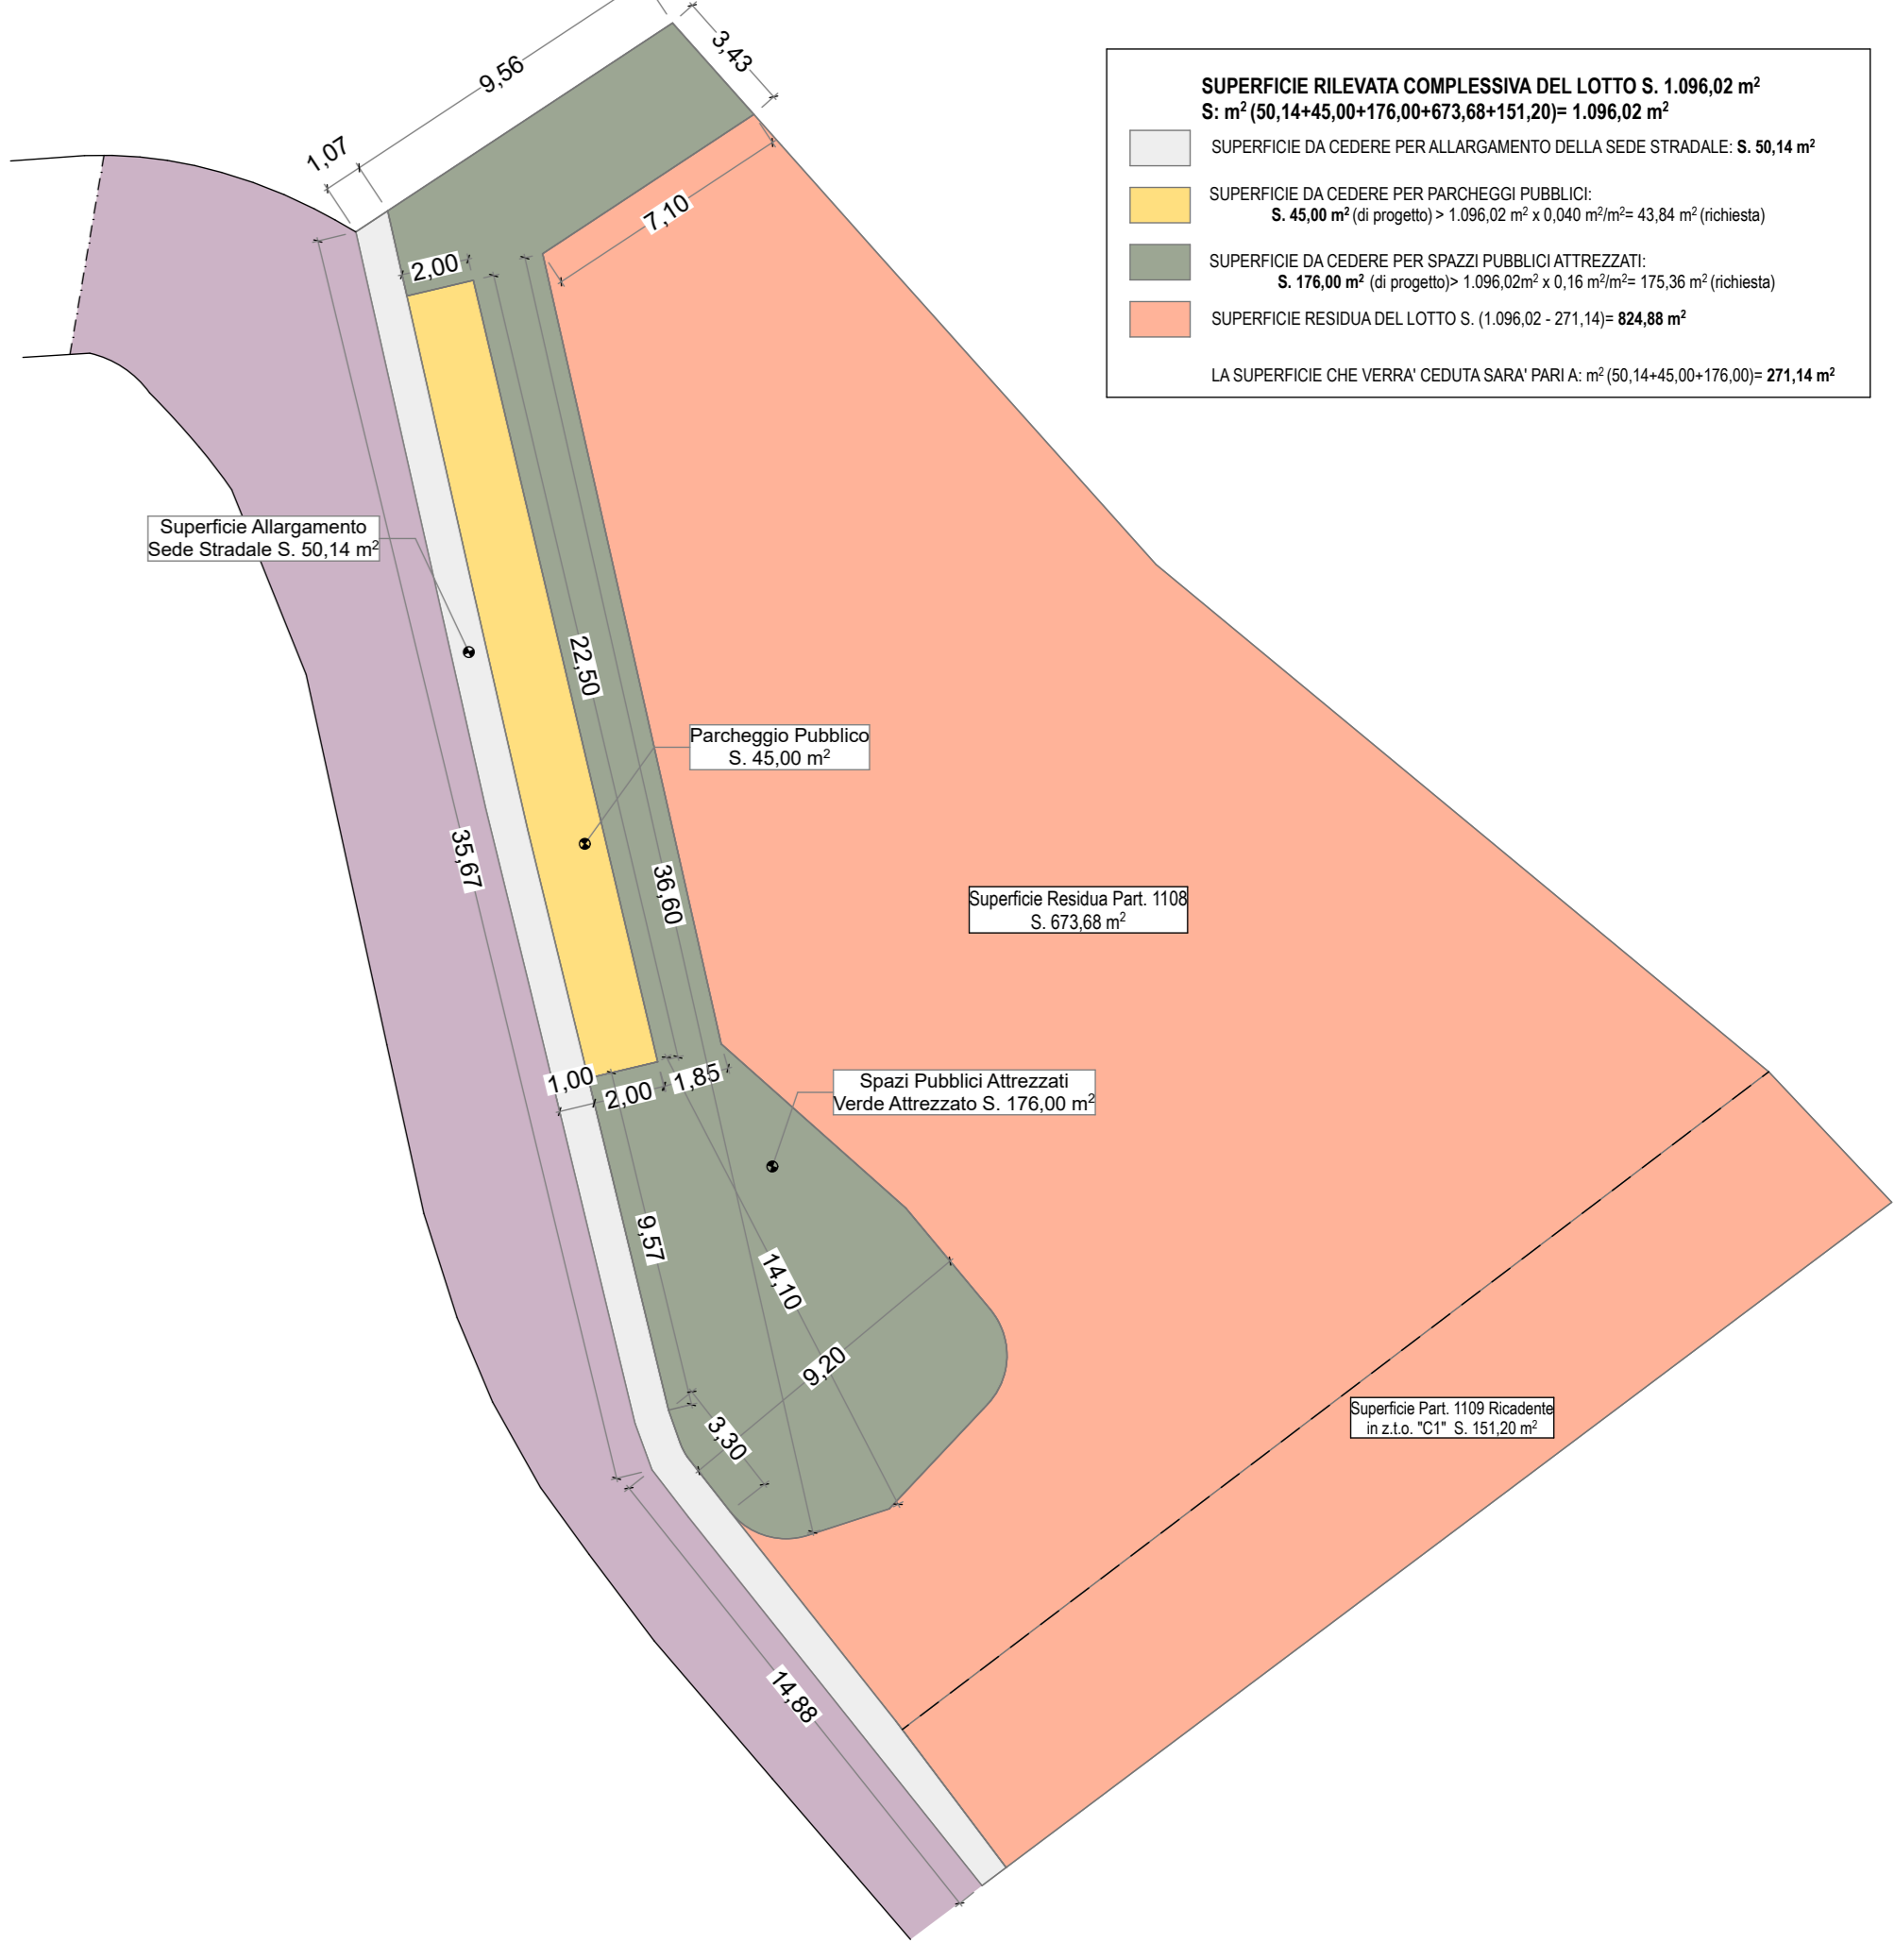 9,56
3,43
1,07
7,10
2,00
SUPERFICIE RILEVATA COMPLESSIVA DEL LOTTO S. 1.096,02 m²
S: m² (50,14+45,00+176,00+673,68+151,20)= 1.096,02 m²
SUPERFICIE DA CEDERE PER ALLARGAMENTO DELLA SEDE STRADALE: S. 50,14 m²
SUPERFICIE DA CEDERE PER PARCHEGGI PUBBLICI:
S. 45,00 m² (di progetto) > 1.096,02 m² x 0,040 m²/m²= 43,84 m² (richiesta)
SUPERFICIE DA CEDERE PER SPAZZI PUBBLICI ATTREZZATI:
S. 176,00 m² (di progetto)> 1.096,02m² x 0,16 m²/m²= 175,36 m² (richiesta)
SUPERFICIE RESIDUA DEL LOTTO S. (1.096,02 - 271,14)= 824,88 m²
LA SUPERFICIE CHE VERRA' CEDUTA SARA' PARI A: m² (50,14+45,00+176,00)= 271,14 m²
Superficie Allargamento
Sede Stradale S. 50,14 m²
22,50
Parcheggio Pubblico
S. 45,00 m²
35,67
36,60
Superficie Residua Part. 1108
S. 673,68 m²
1,00
2,00
1,85
Spazi Pubblici Attrezzati
Verde Attrezzato S. 176,00 m²
9,57
14,10
9,20
3,30
Superficie Part. 1109 Ricadente
in z.t.o. "C1" S. 151,20 m²
14,88